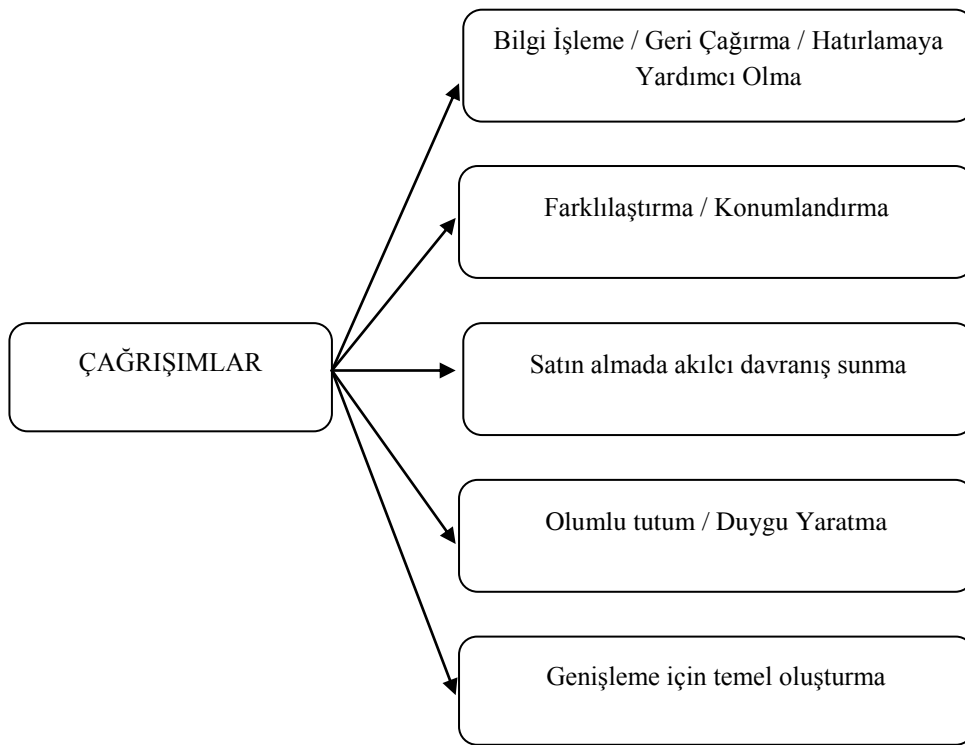 Bilgi İşleme / Geri Çağırma / Hatırlamaya
Yardımcı Olma
Farklılaştırma / Konumlandırma
ÇAĞRIŞIMLAR
Satın almada akılcı davranış sunma
Olumlu tutum / Duygu Yaratma
Genişleme için temel oluşturma